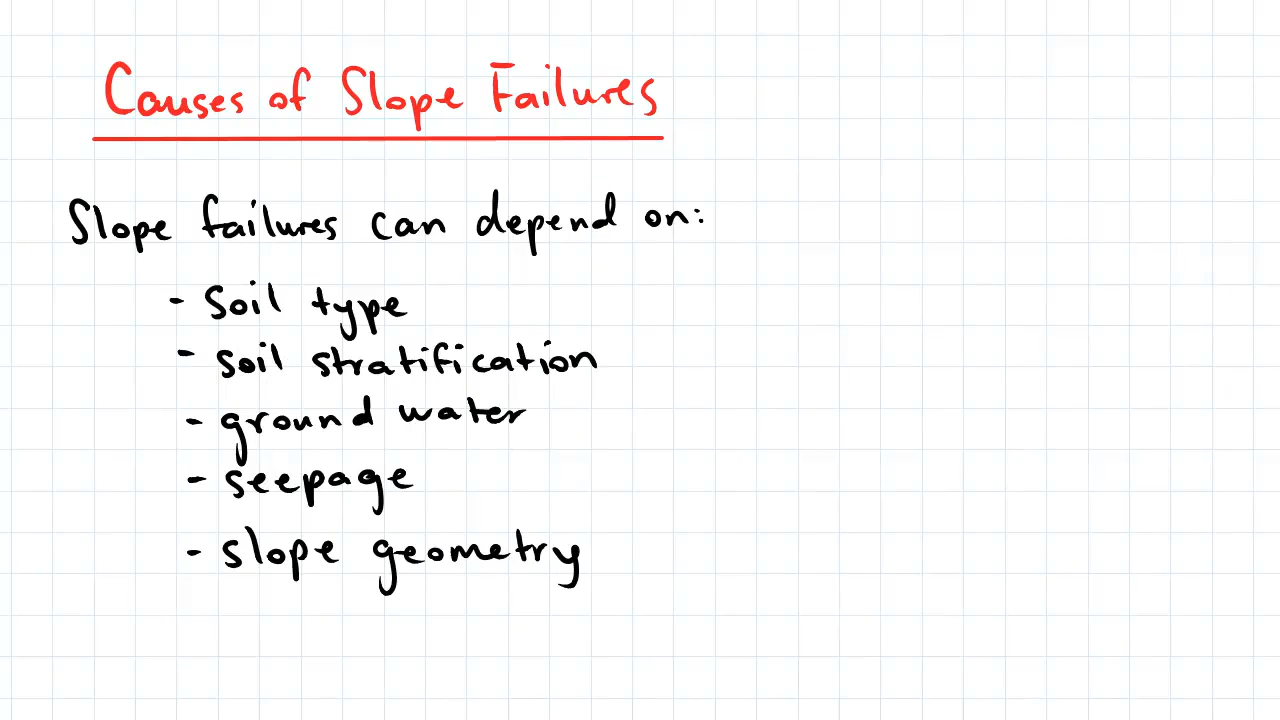 Causes of Slope Failures
Slope failures can depend on:
- Soil type
- soil stratification
- ground water
- seepage
- slope geometry